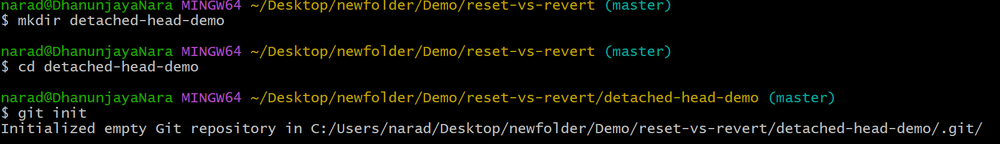 narad@DhanunjayaNara MINGW64 ~/Desktop/newfolder/Demo/reset-vs-revert (master)
$ mkdir detached-head-demo
narad@DhanunjayaNara MINGW64 ~/Desktop/newfolder/Demo/reset-vs-revert (master)
$ cd detached-head-demo
narad@DhanunjayaNara MINGW64 ~/Desktop/newfolder/Demo/reset-vs-revert/detached-head-demo (master)
$ git init
Initialized empty Git repository in C:/Users/narad/Desktop/newfolder/Demo/reset-vs-revert/detached-head-demo/.git/